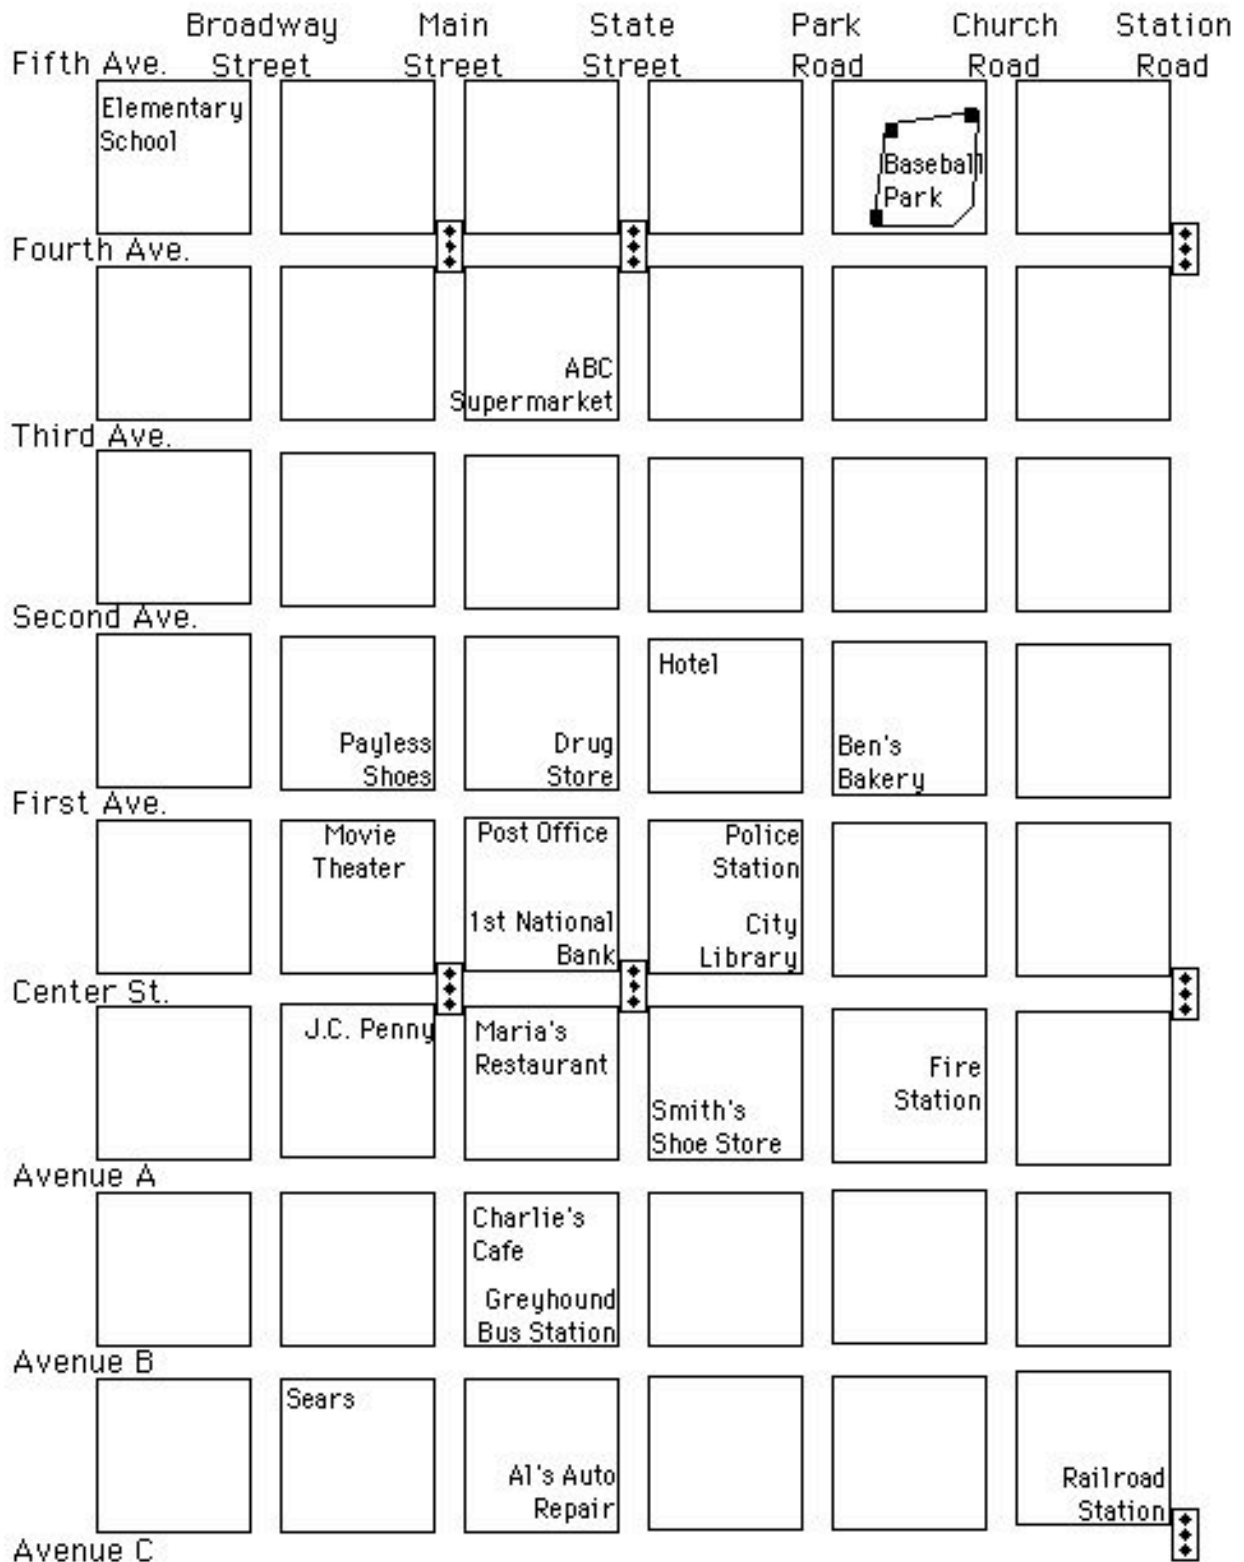 Broadway Main State Park Church Station
Fifth Ave. Street Street Street Road Road Road
Elementary
School
Baseball
Park
Fourth Ave.
ABC
Supermarket
Third Ave.
Second Ave.
Hotel
Payless
Shoes
Drug
Store
Ben's
Bakery
First Ave.
Movie
Theater
Post Office
1st National
Bank
Police
Station
City
Library
Center St.
J.C. Penny
Maria's
Restaurant
Smith's
Shoe Store
Fire
Station
Avenue A
Charlie's
Cafe
Greyhound
Bus Station
Avenue B
Sears
Al's Auto
Repair
Railroad
Station
Avenue C